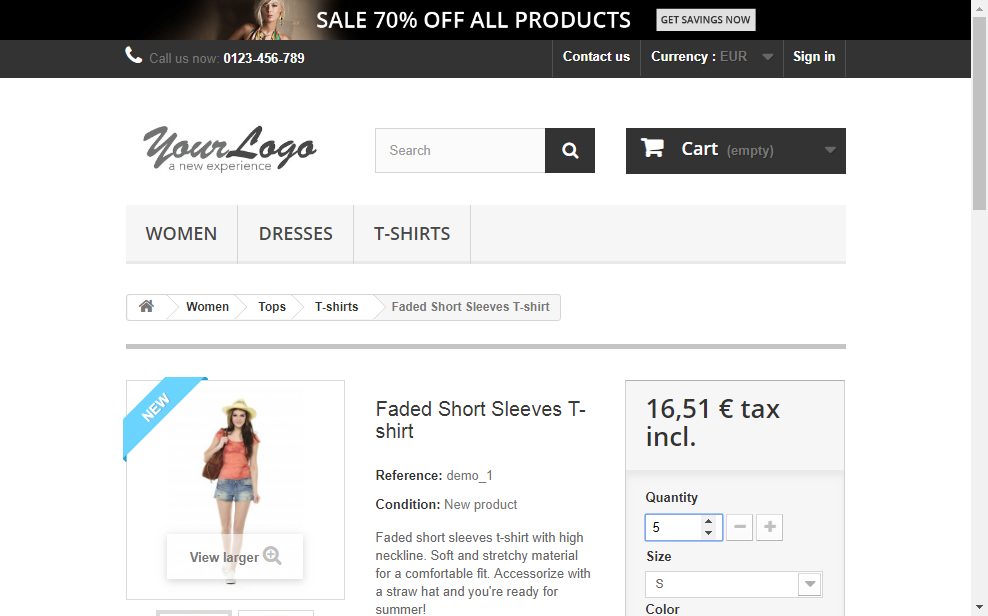 SALE 70% OFF ALL PRODUCTS
GET SAVINGS NOW
Call us now: 0123-456-789
Contact us
Currency : EUR
Sign in
YourLogo
a new experience
Search
Cart (empty)
WOMEN
DRESSES
T-SHIRTS
Women
Tops
T-shirts
Faded Short Sleeves T-shirt
NEW
View larger
Faded Short Sleeves T-
shirt
Reference: demo_1
Condition: New product
Faded short sleeves t-shirt with high
neckline. Soft and stretchy material
for a comfortable fit. Accessorize with
a straw hat and you're ready for
summer!
16,51 € tax
incl.
Quantity
5
Size
S
Color